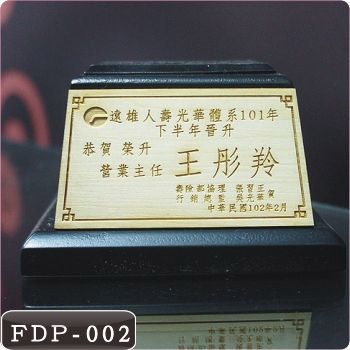 遠雄人壽光華體系101年
下半年晉升
恭賀 榮升
營業主任 王彤羚
壽險部協理 張習正
行銷總監 吳光華 賀
中華民國102年2月
FDP-002